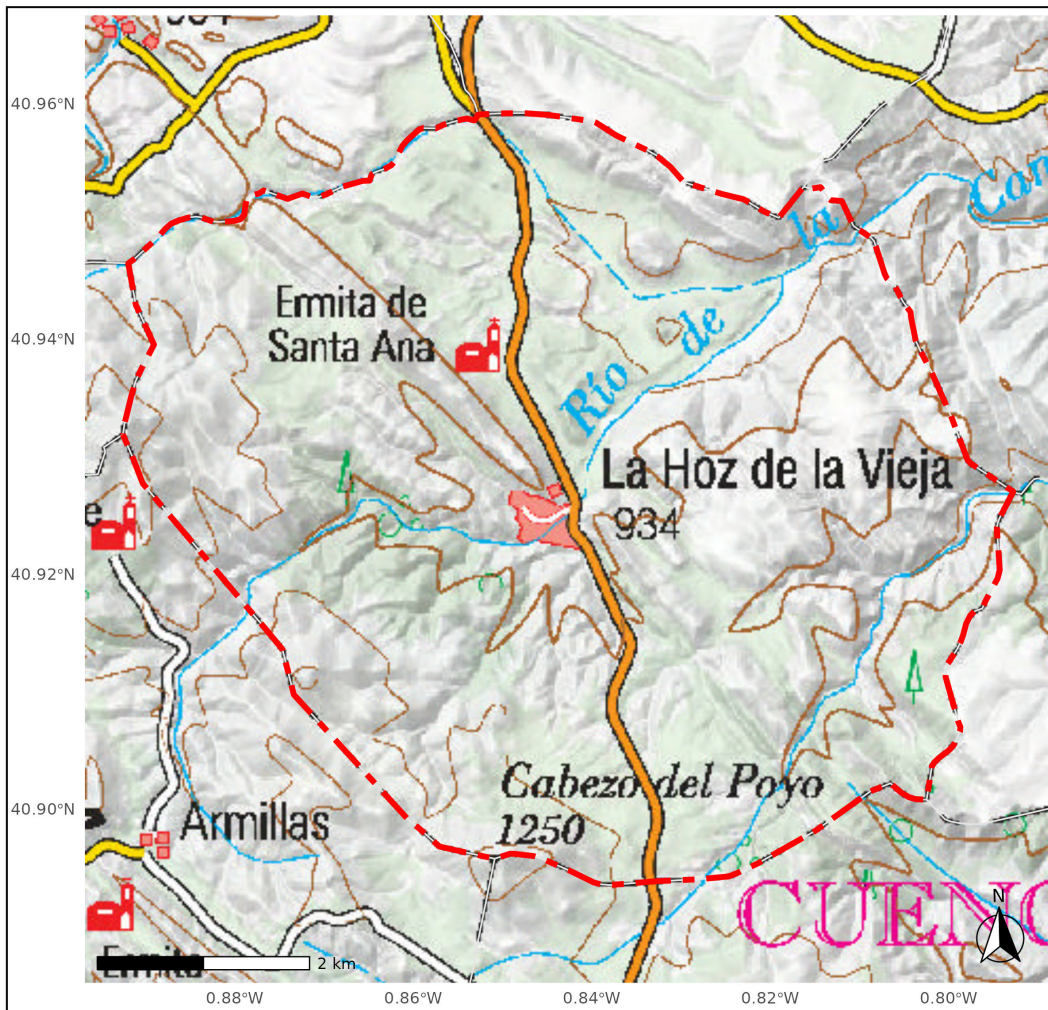 40.96°N
la
Ermita de
Santa Ana
40.94°N
Río de
La Hoz de la Vieja
934
40.92°N
Cabezo del Poyo
1250
40.90°N
Armillas
N
Ermita
2 km
0.88°W
0.86°W
0.84°W
0.82°W
0.80°W